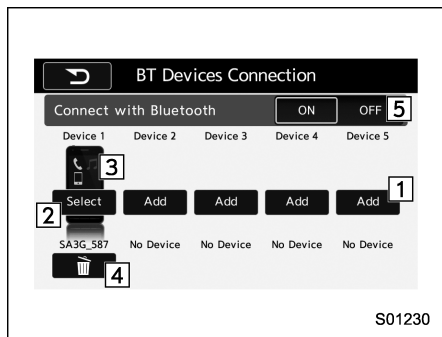 BT Devices Connection
Connect with Bluetooth ON OFF 5
Device 1 Device 2 Device 3 Device 4 Device 5
3
1
2 Select Add Add Add Add
SA3G_587 No Device No Device No Device No Device
4
S01230